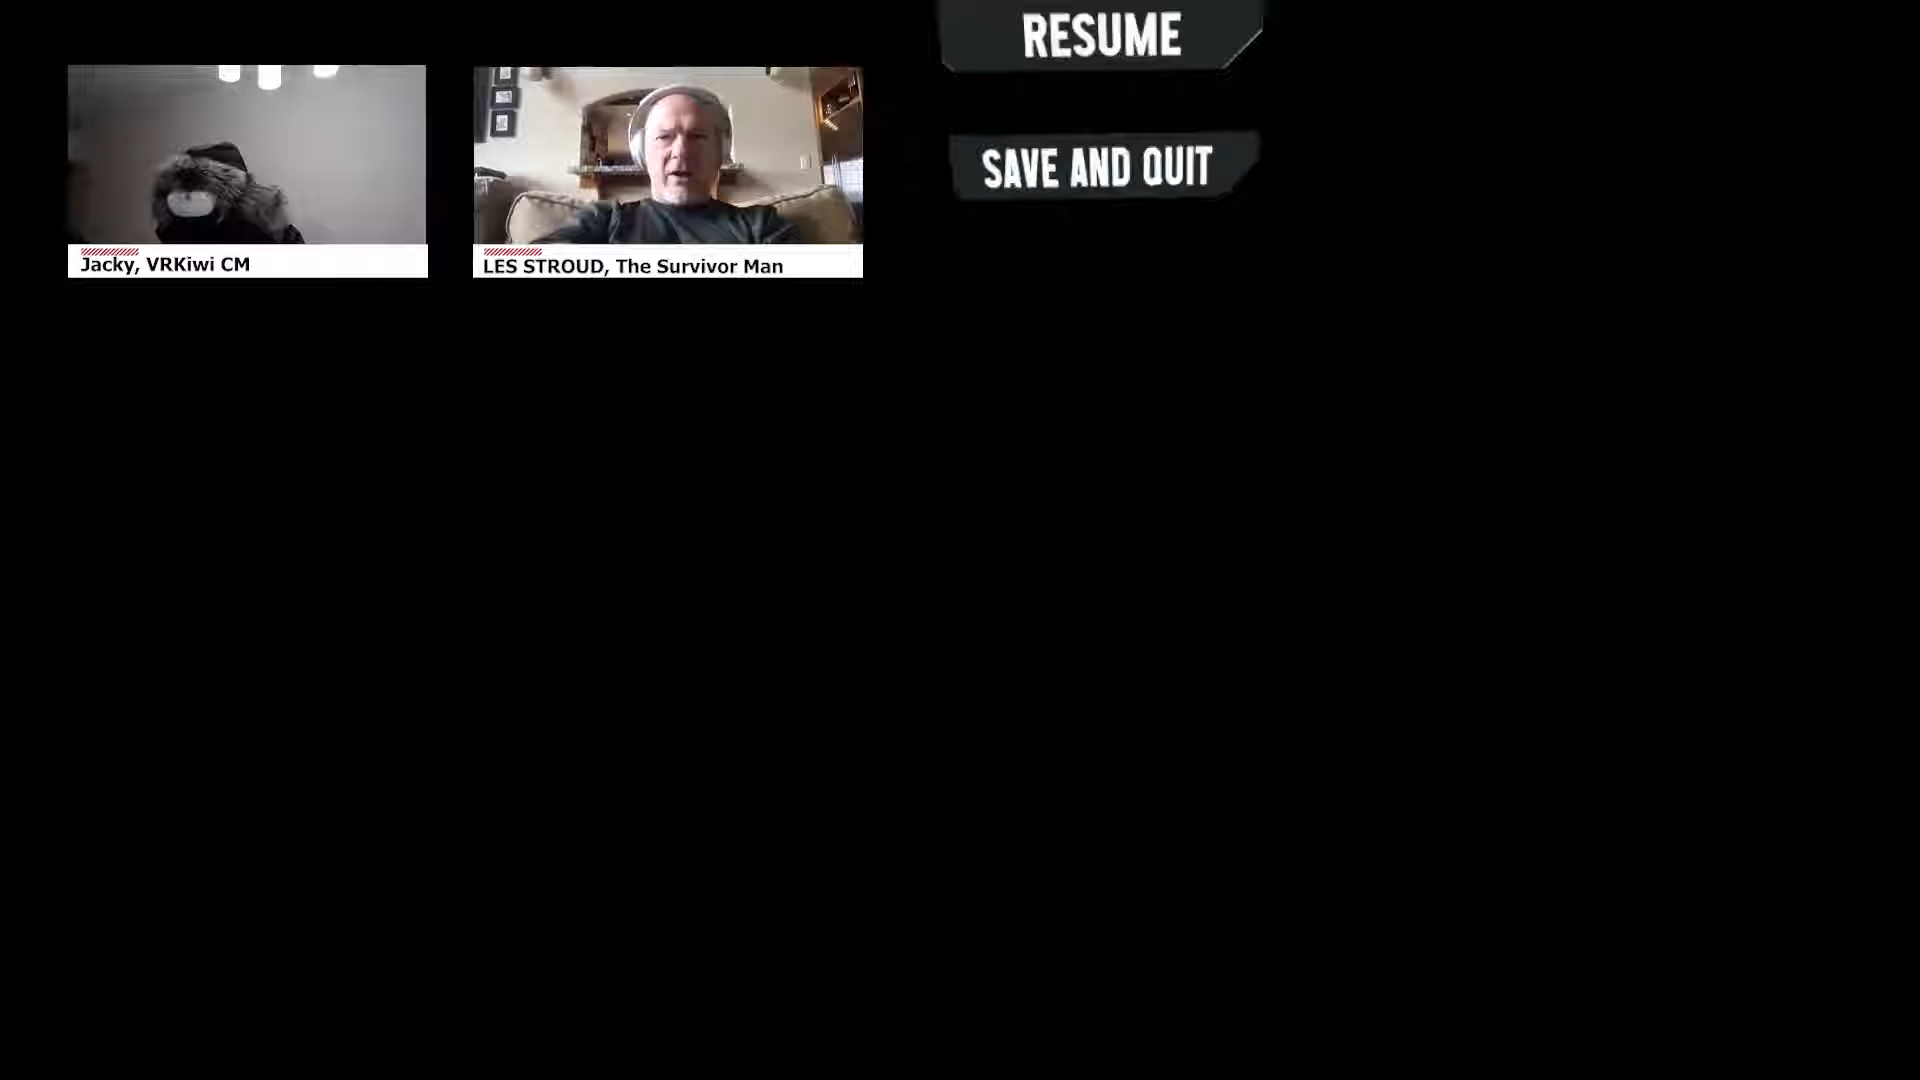 RESUME
SAVE AND QUIT
Jacky, VRKiwi CM
LES STROUD, The Survivor Man